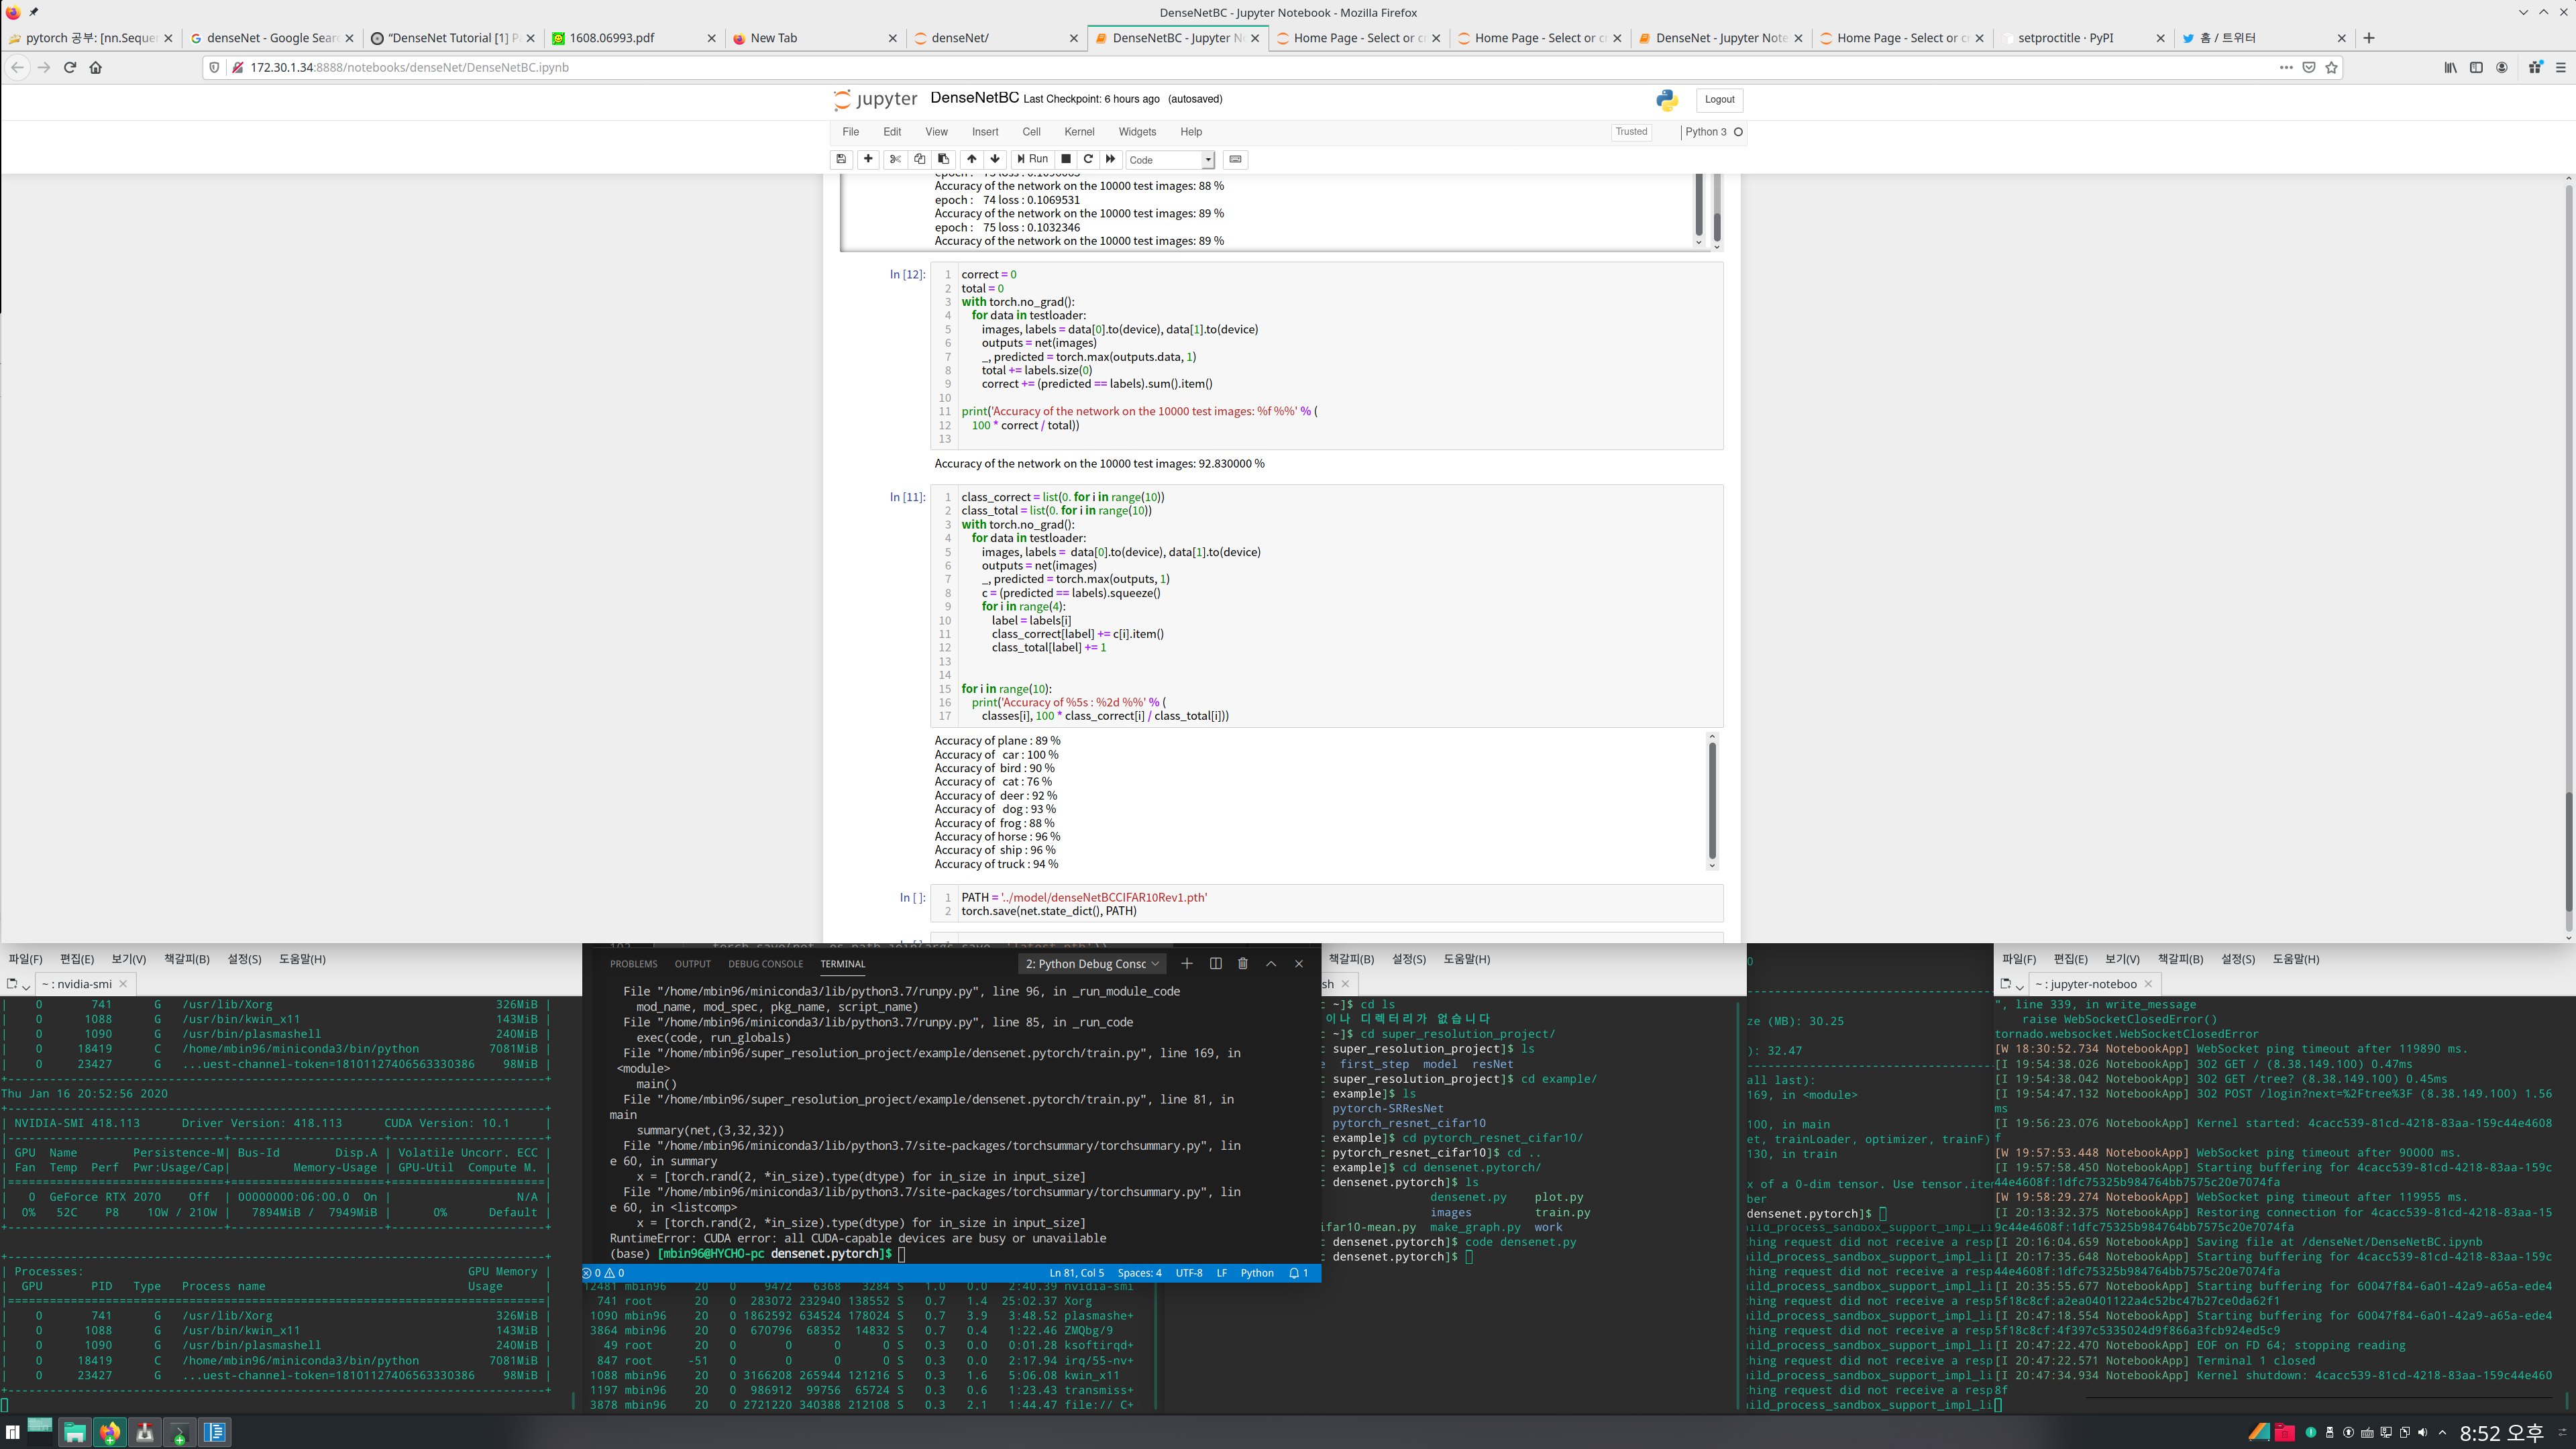 DenseNetBC - Jupyter Notebook - Mozilla Firefox
pytorch 공부: [nn.Seque
denseNet - Google Sear
"DenseNet Tutorial [1] P
1608.06993.pdf
New Tab
denseNet/
DenseNetBC - Jupyter N
Home Page - Select or c
Home Page - Select or c
DenseNet - Jupyter Note
Home Page - Select or c
setproctitle · PyPI
홈 / 트위터
172.30.1.34:8888/notebooks/denseNet/DenseNetBC.ipynb
jupyter DenseNetBC Last Checkpoint: 6 hours ago (autosaved) Logout
File Edit View Insert Cell Kernel Widgets Help Trusted Python 3
Run Code
Accuracy of the network on the 10000 test images: 88 %
epoch : 74 loss : 0.1069531
Accuracy of the network on the 10000 test images: 89 %
epoch : 75 loss : 0.1032346
Accuracy of the network on the 10000 test images: 89 %
In [12]:
1 correct = 0
2 total = 0
3 with torch.no_grad():
4 for data in testloader:
5 images, labels = data[0].to(device), data[1].to(device)
6 outputs = net(images)
7 _, predicted = torch.max(outputs.data, 1)
8 total += labels.size(0)
9 correct += (predicted == labels).sum().item()
10
11 print('Accuracy of the network on the 10000 test images: %f %%' % (
12 100 * correct / total))
13
Accuracy of the network on the 10000 test images: 92.830000 %
In [11]:
1 class_correct = list(0. for i in range(10))
2 class_total = list(0. for i in range(10))
3 with torch.no_grad():
4 for data in testloader:
5 images, labels = data[0].to(device), data[1].to(device)
6 outputs = net(images)
7 _, predicted = torch.max(outputs, 1)
8 c = (predicted == labels).squeeze()
9 for i in range(4):
10 label = labels[i]
11 class_correct[label] += c[i].item()
12 class_total[label] += 1
13
14
15 for i in range(10):
16 print('Accuracy of %5s : %2d %%' % (
17 classes[i], 100 * class_correct[i] / class_total[i]))
Accuracy of plane : 89 %
Accuracy of car : 100 %
Accuracy of bird : 90 %
Accuracy of cat : 76 %
Accuracy of deer : 92 %
Accuracy of dog : 93 %
Accuracy of frog : 88 %
Accuracy of horse : 96 %
Accuracy of ship : 96 %
Accuracy of truck : 94 %
In [ ]:
1 PATH = '../model/denseNetBCCIFAR10Rev1.pth'
2 torch.save(net.state_dict(), PATH)
파일(F) 편집(E) 보기(V) 책갈피(B) 설정(S) 도움말(H)
~ : nvidia-smi
| 0 741 G /usr/lib/Xorg 326MiB |
| 0 1088 G /usr/bin/kwin_x11 143MiB |
| 0 1090 G /usr/bin/plasmashell 240MiB |
| 0 18419 C /home/mbin96/miniconda3/bin/python 7081MiB |
| 0 23427 G ...uest-channel-token=18101127406563330386 98MiB |
Thu Jan 16 20:52:56 2020
| NVIDIA-SMI 418.113 Driver Version: 418.113 CUDA Version: 10.1 |
| GPU Name Persistence-M| Bus-Id Disp.A | Volatile Uncorr. ECC |
| Fan Temp Perf Pwr:Usage/Cap| Memory-Usage | GPU-Util Compute M. |
| 0 GeForce RTX 2070 Off | 00000000:06:00.0 On | N/A |
| 0% 52C P8 10W / 210W | 7894MiB / 7949MiB | 0% Default |
| Processes: GPU Memory |
| GPU PID Type Process name Usage |
| 0 741 G /usr/lib/Xorg 326MiB |
| 0 1088 G /usr/bin/kwin_x11 143MiB |
| 0 1090 G /usr/bin/plasmashell 240MiB |
| 0 18419 C /home/mbin96/miniconda3/bin/python 7081MiB |
| 0 23427 G ...uest-channel-token=18101127406563330386 98MiB |
PROBLEMS OUTPUT DEBUG CONSOLE TERMINAL 2: Python Debug Consc
File "/home/mbin96/miniconda3/lib/python3.7/runpy.py", line 96, in _run_module_code
mod_name, mod_spec, pkg_name, script_name)
File "/home/mbin96/miniconda3/lib/python3.7/runpy.py", line 85, in _run_code
exec(code, run_globals)
File "/home/mbin96/super_resolution_project/example/densenet.pytorch/train.py", line 169, in
<module>
main()
File "/home/mbin96/super_resolution_project/example/densenet.pytorch/train.py", line 81, in
main
summary(net,(3,32,32))
File "/home/mbin96/miniconda3/lib/python3.7/site-packages/torchsummary/torchsummary.py", lin
e 60, in summary
x = [torch.rand(2, *in_size).type(dtype) for in_size in input_size]
File "/home/mbin96/miniconda3/lib/python3.7/site-packages/torchsummary/torchsummary.py", lin
e 60, in <listcomp>
x = [torch.rand(2, *in_size).type(dtype) for in_size in input_size]
RuntimeError: CUDA error: all CUDA-capable devices are busy or unavailable
(base) [mbin96@HYCHO-pc densenet.pytorch]$
0 0 Ln 81, Col 5 Spaces: 4 UTF-8 LF Python 1
12481 mbin96 20 0 9472 6368 3284 S 1.0 0.0 2:40.39 nvidia-smi
741 root 20 0 283072 232940 138552 S 0.7 1.4 25:02.37 Xorg
1090 mbin96 20 0 1862592 634524 178024 S 0.7 3.9 3:48.52 plasmashe+
3864 mbin96 20 0 670796 68352 14832 S 0.7 0.4 1:22.46 ZMQbg/9
49 root 20 0 0 0 0 S 0.3 0.0 0:01.28 ksoftirqd+
847 root -51 0 0 0 0 S 0.3 0.0 2:17.94 irq/55-nv+
1088 mbin96 20 0 3166208 265944 121216 S 0.3 1.6 5:06.08 kwin_x11
1197 mbin96 20 0 986912 99756 65724 S 0.3 0.6 1:23.43 transmiss+
3878 mbin96 20 0 2721220 340388 212108 S 0.3 2.1 1:44.47 file:// C+
책갈피(B) 설정(S) 도움말(H)
sh
~]$ cd ls
이나 디렉터리가 없습니다
~]$ cd super_resolution_project/
super_resolution_project]$ ls
e first_step model resNet
super_resolution_project]$ cd example/
example]$ ls
pytorch-SRResNet
pytorch_resnet_cifar10
example]$ cd pytorch_resnet_cifar10/
pytorch_resnet_cifar10]$ cd ..
example]$ cd densenet.pytorch/
densenet.pytorch]$ ls
densenet.py plot.py
images train.py
ifar10-mean.py make_graph.py work
densenet.pytorch]$ code densenet.py
densenet.pytorch]$
0
ze (MB): 30.25
): 32.47
all last):
169, in <module>
100, in main
et, trainLoader, optimizer, trainF)
130, in train
x of a 0-dim tensor. Use tensor.item
ber
densenet.pytorch]$
hild_process_sandbox_support_impl_li
thing request did not receive a resp
hild_process_sandbox_support_impl_li
thing request did not receive a resp
hild_process_sandbox_support_impl_li
thing request did not receive a resp
hild_process_sandbox_support_impl_li
thing request did not receive a resp
hild_process_sandbox_support_impl_li
thing request did not receive a resp
hild_process_sandbox_support_impl_li
thing request did not receive a resp
hild_process_sandbox_support_impl_li
파일(F) 편집(E) 보기(V) 책갈피(B) 설정(S) 도움말(H)
~ : jupyter-noteboo
", line 339, in write_message
raise WebSocketClosedError()
tornado.websocket.WebSocketClosedError
[W 18:30:52.734 NotebookApp] WebSocket ping timeout after 119890 ms.
[I 19:54:38.026 NotebookApp] 302 GET / (8.38.149.100) 0.47ms
[I 19:54:38.042 NotebookApp] 302 GET /tree? (8.38.149.100) 0.45ms
[I 19:54:47.132 NotebookApp] 302 POST /login?next=%2Ftree%3F (8.38.149.100) 1.56
ms
[I 19:56:23.076 NotebookApp] Kernel started: 4cacc539-81cd-4218-83aa-159c44e4608
f
[W 19:57:53.448 NotebookApp] WebSocket ping timeout after 90000 ms.
[I 19:57:58.450 NotebookApp] Starting buffering for 4cacc539-81cd-4218-83aa-159c
44e4608f:1dfc75325b984764bb7575c20e7074fa
[W 19:58:29.274 NotebookApp] WebSocket ping timeout after 119955 ms.
[I 20:13:32.375 NotebookApp] Restoring connection for 4cacc539-81cd-4218-83aa-15
9c44e4608f:1dfc75325b984764bb7575c20e7074fa
[I 20:16:04.659 NotebookApp] Saving file at /denseNet/DenseNetBC.ipynb
[I 20:17:35.648 NotebookApp] Starting buffering for 4cacc539-81cd-4218-83aa-159c
44e4608f:1dfc75325b984764bb7575c20e7074fa
[I 20:35:55.677 NotebookApp] Starting buffering for 60047f84-6a01-42a9-a65a-ede4
5f18c8cf:a2ea0401122a4c52bc47b27ce0da62f1
[I 20:47:18.554 NotebookApp] Starting buffering for 60047f84-6a01-42a9-a65a-ede4
5f18c8cf:4f397c5335024d9f866a3fcb924ed5c9
[I 20:47:22.470 NotebookApp] EOF on FD 64; stopping reading
[I 20:47:22.571 NotebookApp] Terminal 1 closed
[I 20:47:34.934 NotebookApp] Kernel shutdown: 4cacc539-81cd-4218-83aa-159c44e460
8f
8:52 오후